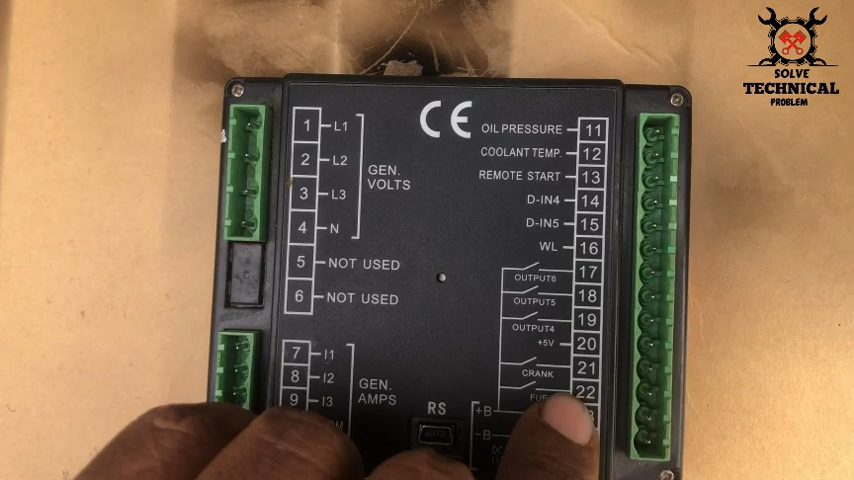 SOLVE
TECHNICAL
PROBLEM
CE
1 L1
2 L2
3 L3
4 N
GEN.
VOLTS
5 NOT USED
6 NOT USED
7 I1
8 I2
9 I3
GEN.
AMPS
RS
OIL PRESSURE 11
COOLANT TEMP. 12
REMOTE START 13
D-IN4 14
D-IN5 15
WL 16
17
OUTPUT6
18
OUTPUT5
19
OUTPUT4
+5V 20
21
CRANK
22
+B
-B